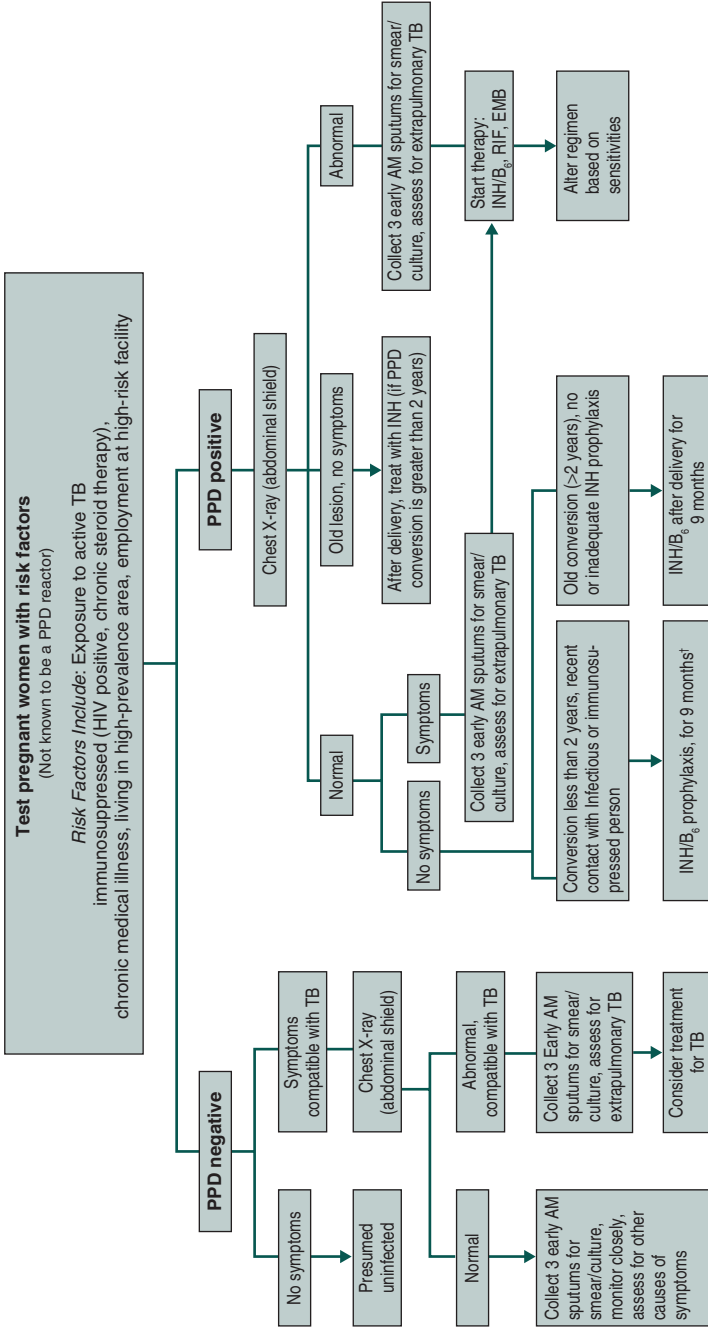 Test pregnant women with risk factors
(Not known to be a PPD reactor)
Risk Factors Include: Exposure to active TB
immunosuppressed (HIV positive, chronic steroid therapy),
chronic medical illness, living in high-prevalence area, employment at high-risk facility
PPD negative
No symptoms
Presumed
uninfected
Symptoms
compatible with TB
Chest X-ray
(abdominal shield)
Normal
Collect 3 early AM
sputums for
smear/culture,
monitor closely,
assess for other
causes of
symptoms
Abnormal,
compatible with TB
Collect 3 Early AM
sputums for smear/
culture, assess for
extrapulmonary TB
Consider treatment
for TB
PPD positive
Chest X-ray (abdominal shield)
Normal
No symptoms
Conversion less than 2 years, recent
contact with Infectious or immunosu-
pressed person
INH/B₆ prophylaxis, for 9 months†
Old conversion (>2 years), no
or inadequate INH prophylaxis
INH/B₆ after delivery for
9 months
Symptoms
Collect 3 early AM sputums for smear/
culture, assess for extrapulmonary TB
Old lesion, no symptoms
After delivery, treat with INH (if PPD
conversion is greater than 2 years)
Abnormal
Collect 3 early AM sputums for smear/
culture, assess for extrapulmonary TB
Start therapy:
INH/B₆, RIF, EMB
Alter regimen
based on
sensitivities